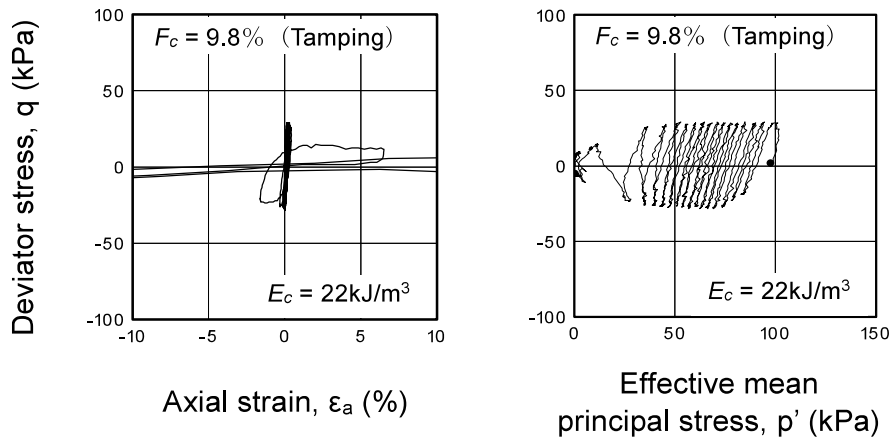 Deviator stress, q (kPa)
100
50
0
-50
-100
Fc = 9.8% (Tamping)
Ec = 22kJ/m³
-10
-5
0
5
10
Axial strain, εa (%)
100
50
0
-50
-100
Fc = 9.8% (Tamping)
Ec = 22kJ/m³
0
50
100
150
Effective mean
principal stress, p' (kPa)